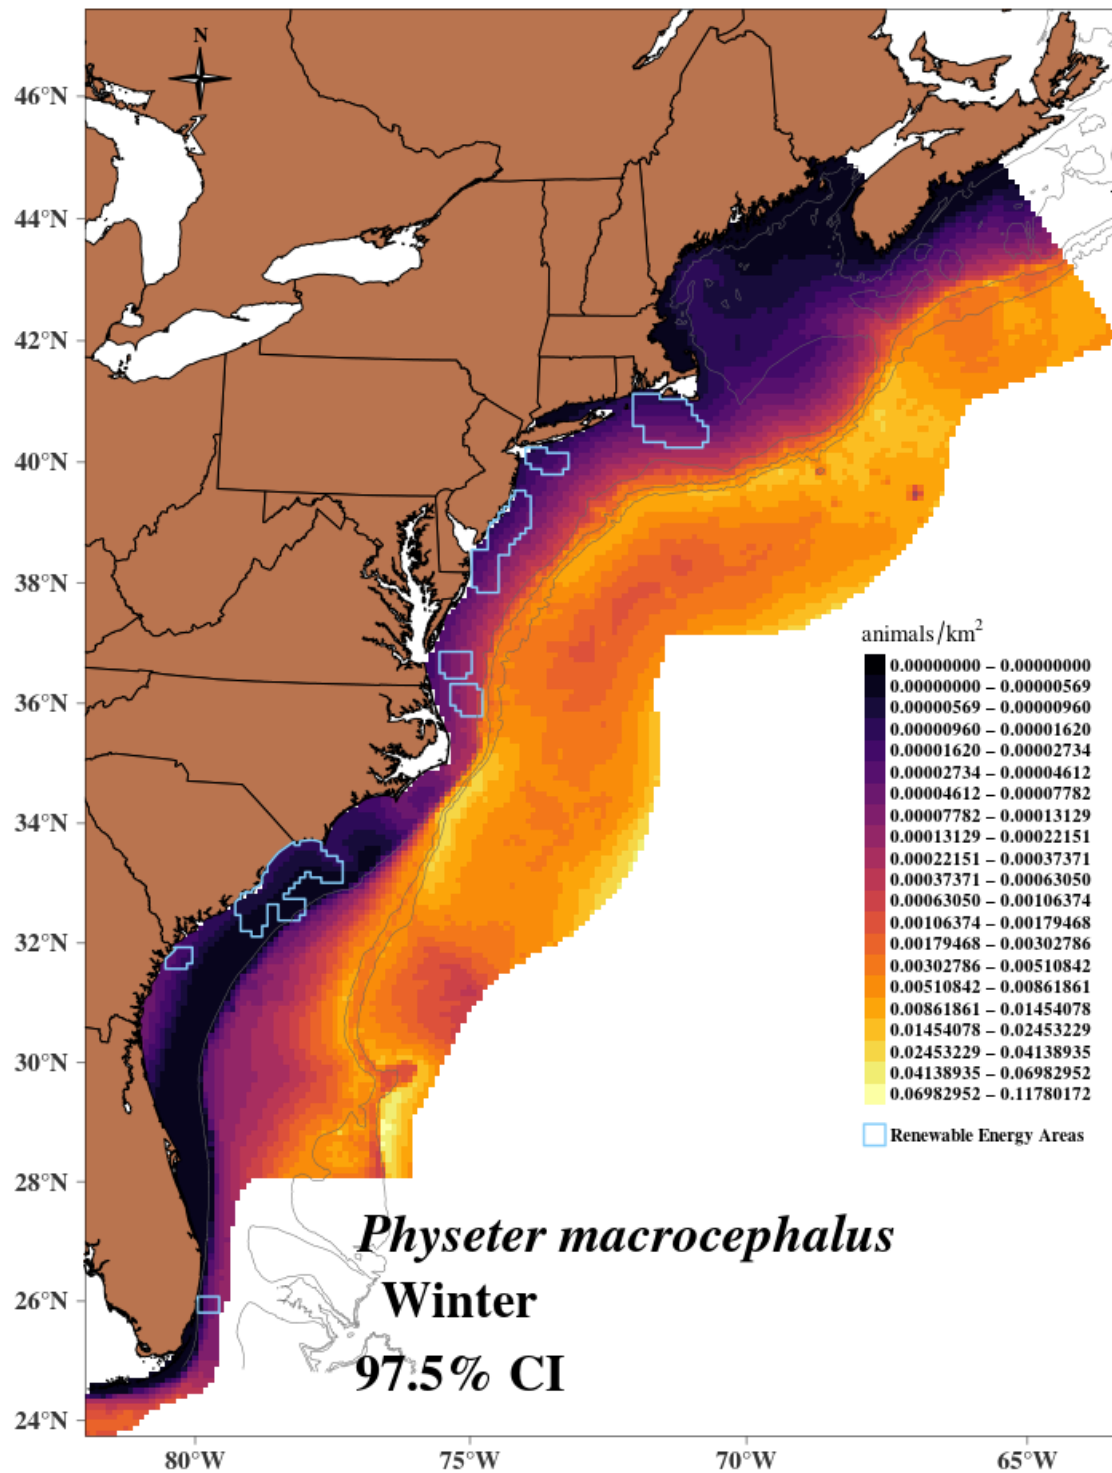 N
46°N
44°N
42°N
40°N
38°N
36°N
34°N
32°N
30°N
28°N
26°N
24°N
80°W
75°W
70°W
65°W
animals/km²
0.00000000 – 0.00000000
0.00000000 – 0.00000569
0.00000569 – 0.00000960
0.00000960 – 0.00001620
0.00001620 – 0.00002734
0.00002734 – 0.00004612
0.00004612 – 0.00007782
0.00007782 – 0.00013129
0.00013129 – 0.00022151
0.00022151 – 0.00037371
0.00037371 – 0.00063050
0.00063050 – 0.00106374
0.00106374 – 0.00179468
0.00179468 – 0.00302786
0.00302786 – 0.00510842
0.00510842 – 0.00861861
0.00861861 – 0.01454078
0.01454078 – 0.02453229
0.02453229 – 0.04138935
0.04138935 – 0.06982952
0.06982952 – 0.11780172
Renewable Energy Areas
Physeter macrocephalus
Winter
97.5% CI